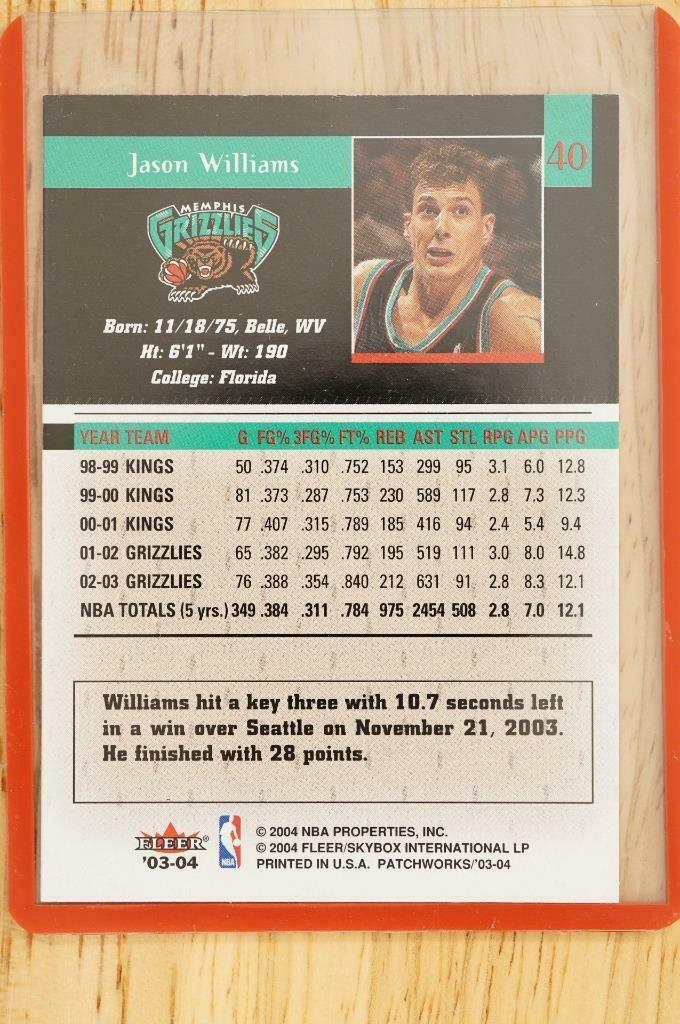 Jason Williams
40
MEMPHIS
GRIZZLIES
Born: 11/18/75, Belle, WV
Ht: 6'1" - Wt: 190
College: Florida
YEAR TEAM G FG% 3FG% FT% REB AST STL RPG APG PPG
98-99 KINGS 50 .374 .310 .752 153 299 95 3.1 6.0 12.8
99-00 KINGS 81 .373 .287 .753 230 589 117 2.8 7.3 12.3
00-01 KINGS 77 .407 .315 .789 185 416 94 2.4 5.4 9.4
01-02 GRIZZLIES 65 .382 .295 .792 195 519 111 3.0 8.0 14.8
02-03 GRIZZLIES 76 .388 .354 .840 212 631 91 2.8 8.3 12.1
NBA TOTALS (5 yrs.) 349 .384 .311 .784 975 2454 508 2.8 7.0 12.1
Williams hit a key three with 10.7 seconds left
in a win over Seattle on November 21, 2003.
He finished with 28 points.
FLEER®
'03-04
NBA
© 2004 NBA PROPERTIES, INC.
© 2004 FLEER/SKYBOX INTERNATIONAL LP
PRINTED IN U.S.A. PATCHWORKS/'03-04